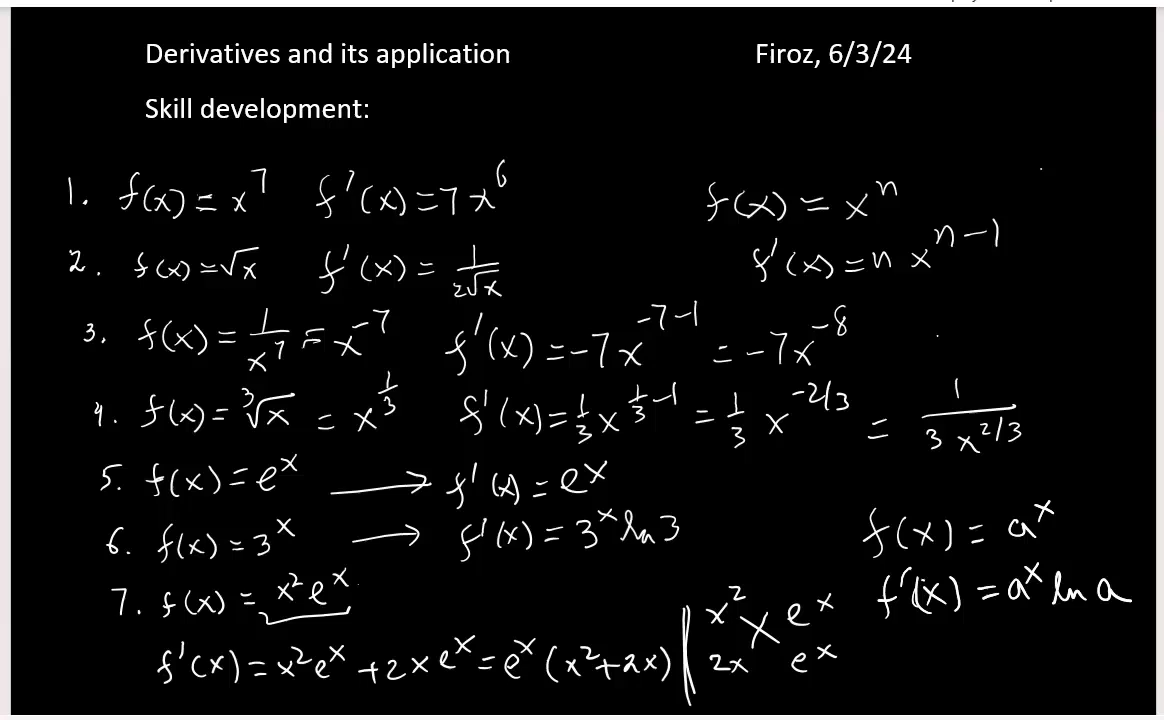 Derivatives and its application Firoz, 6/3/24
Skill development:
1. f(x) = x^7 f'(x) = 7x^6 f(x) = x^n
2. f(x) = √x f'(x) = 1/(2√x) f'(x) = n x^(n-1)
3. f(x) = 1/x^7 = x^-7 f'(x) = -7x^(-7-1) = -7x^-8
4. f(x) = ∛x = x^(1/3) f'(x) = 1/3 x^(1/3-1) = 1/3 x^(-2/3) = 1/(3x^(2/3))
5. f(x) = e^x → f'(x) = e^x
6. f(x) = 3^x → f'(x) = 3^x ln 3 f(x) = a^x
7. f(x) = x^2 e^x f'(x) = a^x ln a
f'(x) = x^2 e^x + 2x e^x = e^x (x^2 + 2x)
x^2 e^x
2x e^x